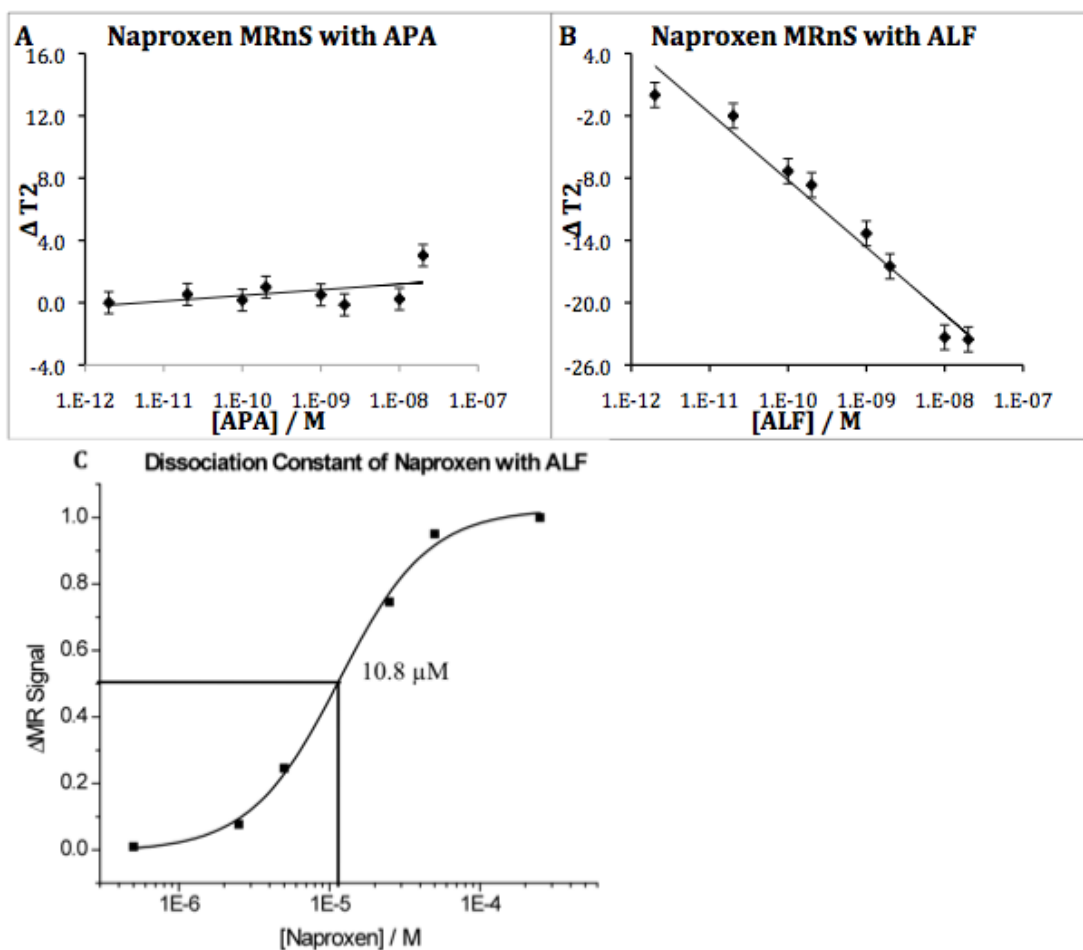 A Naproxen MRnS with APA
16.0
12.0
8.0
4.0
0.0
-4.0
Δ T2
1.E-12 1.E-11 1.E-10 1.E-09 1.E-08 1.E-07
[APA] / M
B Naproxen MRnS with ALF
4.0
-2.0
-8.0
-14.0
-20.0
-26.0
Δ T2
1.E-12 1.E-11 1.E-10 1.E-09 1.E-08 1.E-07
[ALF] / M
C Dissociation Constant of Naproxen with ALF
1.0
0.8
0.6
0.4
0.2
0.0
ΔMR Signal
10.8 µM
1E-6 1E-5 1E-4
[Naproxen] / M